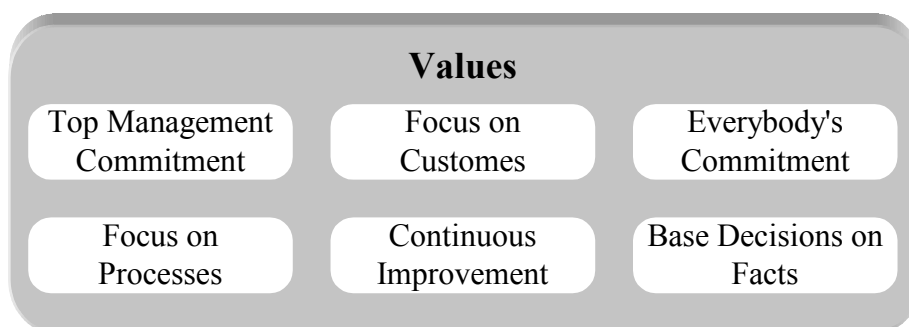 Values
Top Management
Commitment
Focus on
Customes
Everybody's
Commitment
Focus on
Processes
Continuous
Improvement
Base Decisions on
Facts